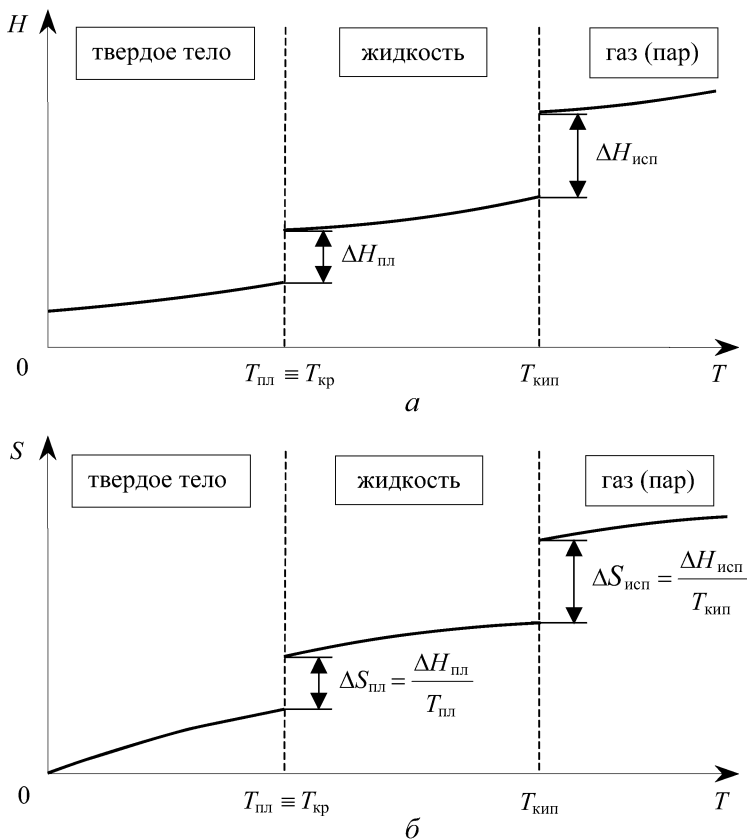 H
твердое тело
жидкость
газ (пар)
ΔHисп
ΔHпл
0
Tпл ≡ Tкр
Tкип
T
а
S
твердое тело
жидкость
газ (пар)
ΔSисп = ΔHисп / Tкип
ΔSпл = ΔHпл / Tпл
0
Tпл ≡ Tкр
Tкип
T
б